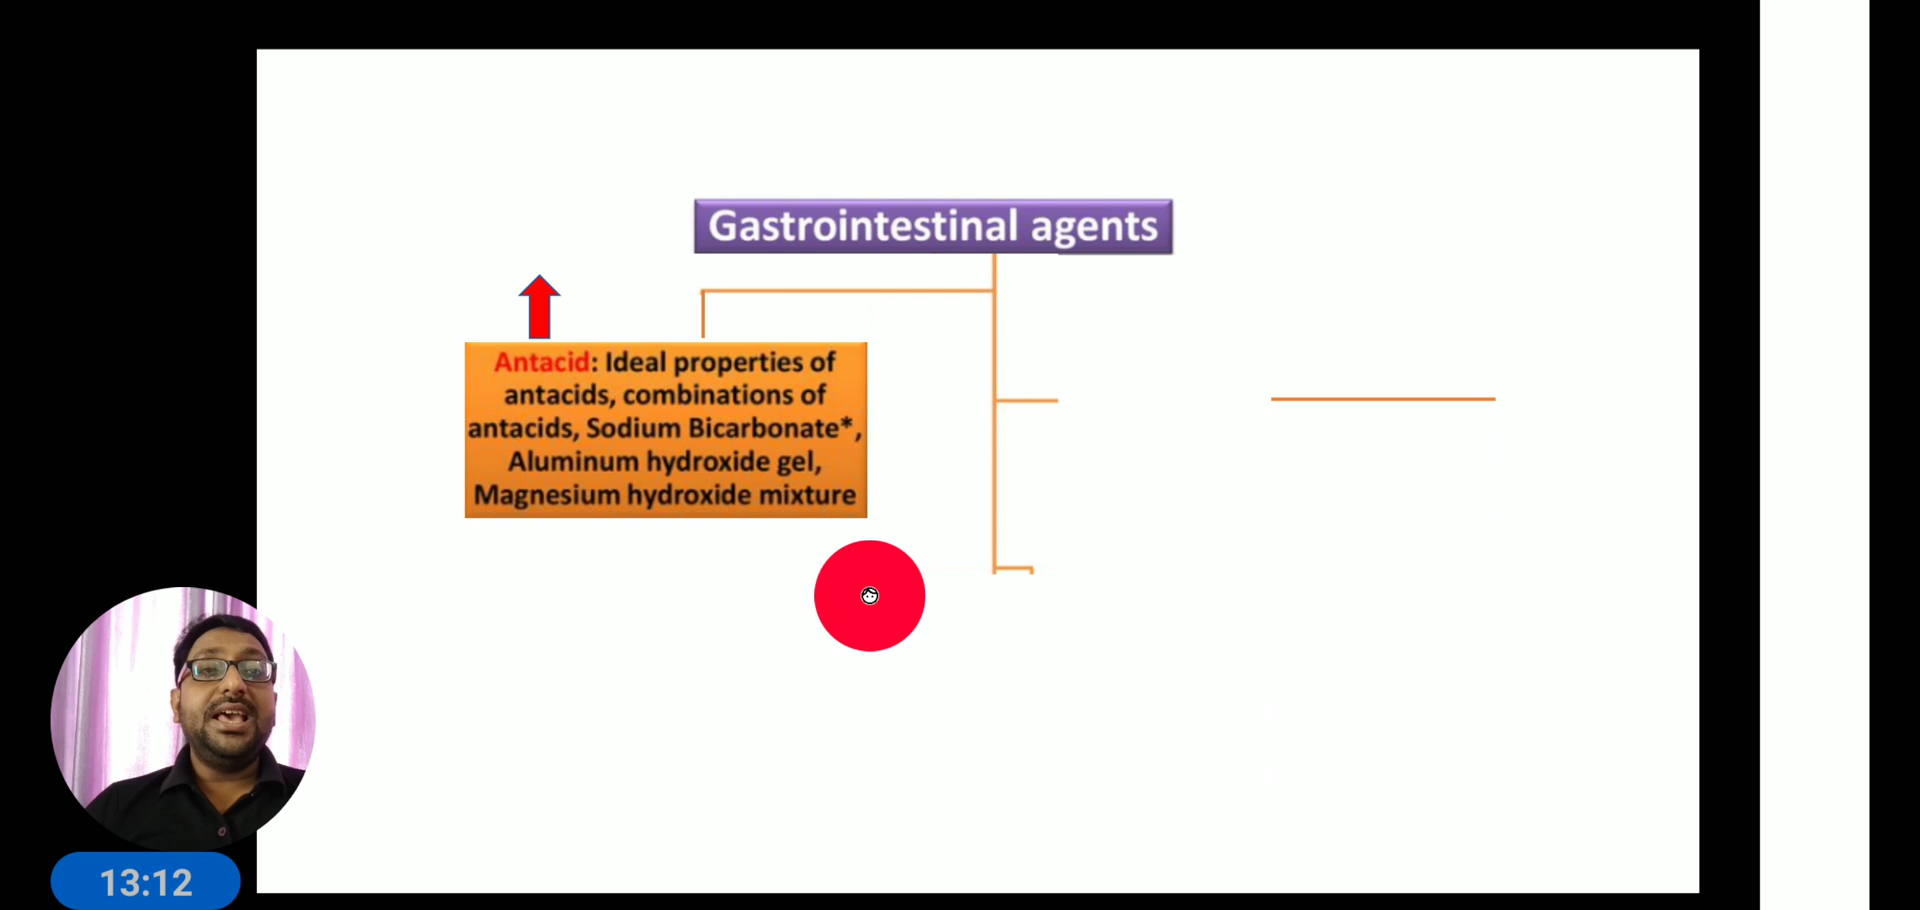 Gastrointestinal agents
Antacid: Ideal properties of
antacids, combinations of
antacids, Sodium Bicarbonate*,
Aluminum hydroxide gel,
Magnesium hydroxide mixture
13:12